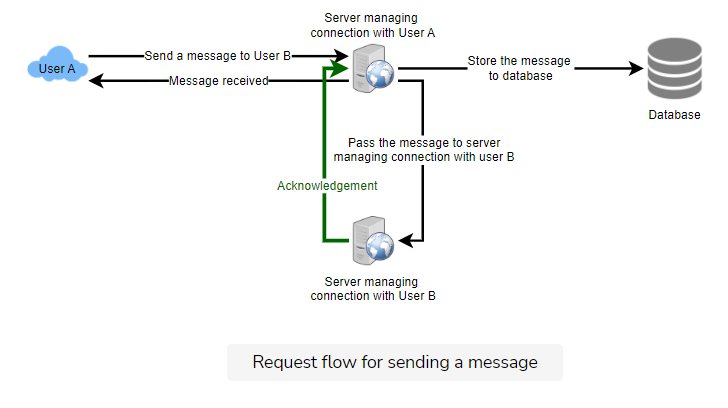 Server managing
connection with User A
User A
Send a message to User B
Message received
Store the message
to database
Database
Pass the message to server
managing connection with user B
Acknowledgement
Server managing
connection with User B
Request flow for sending a message